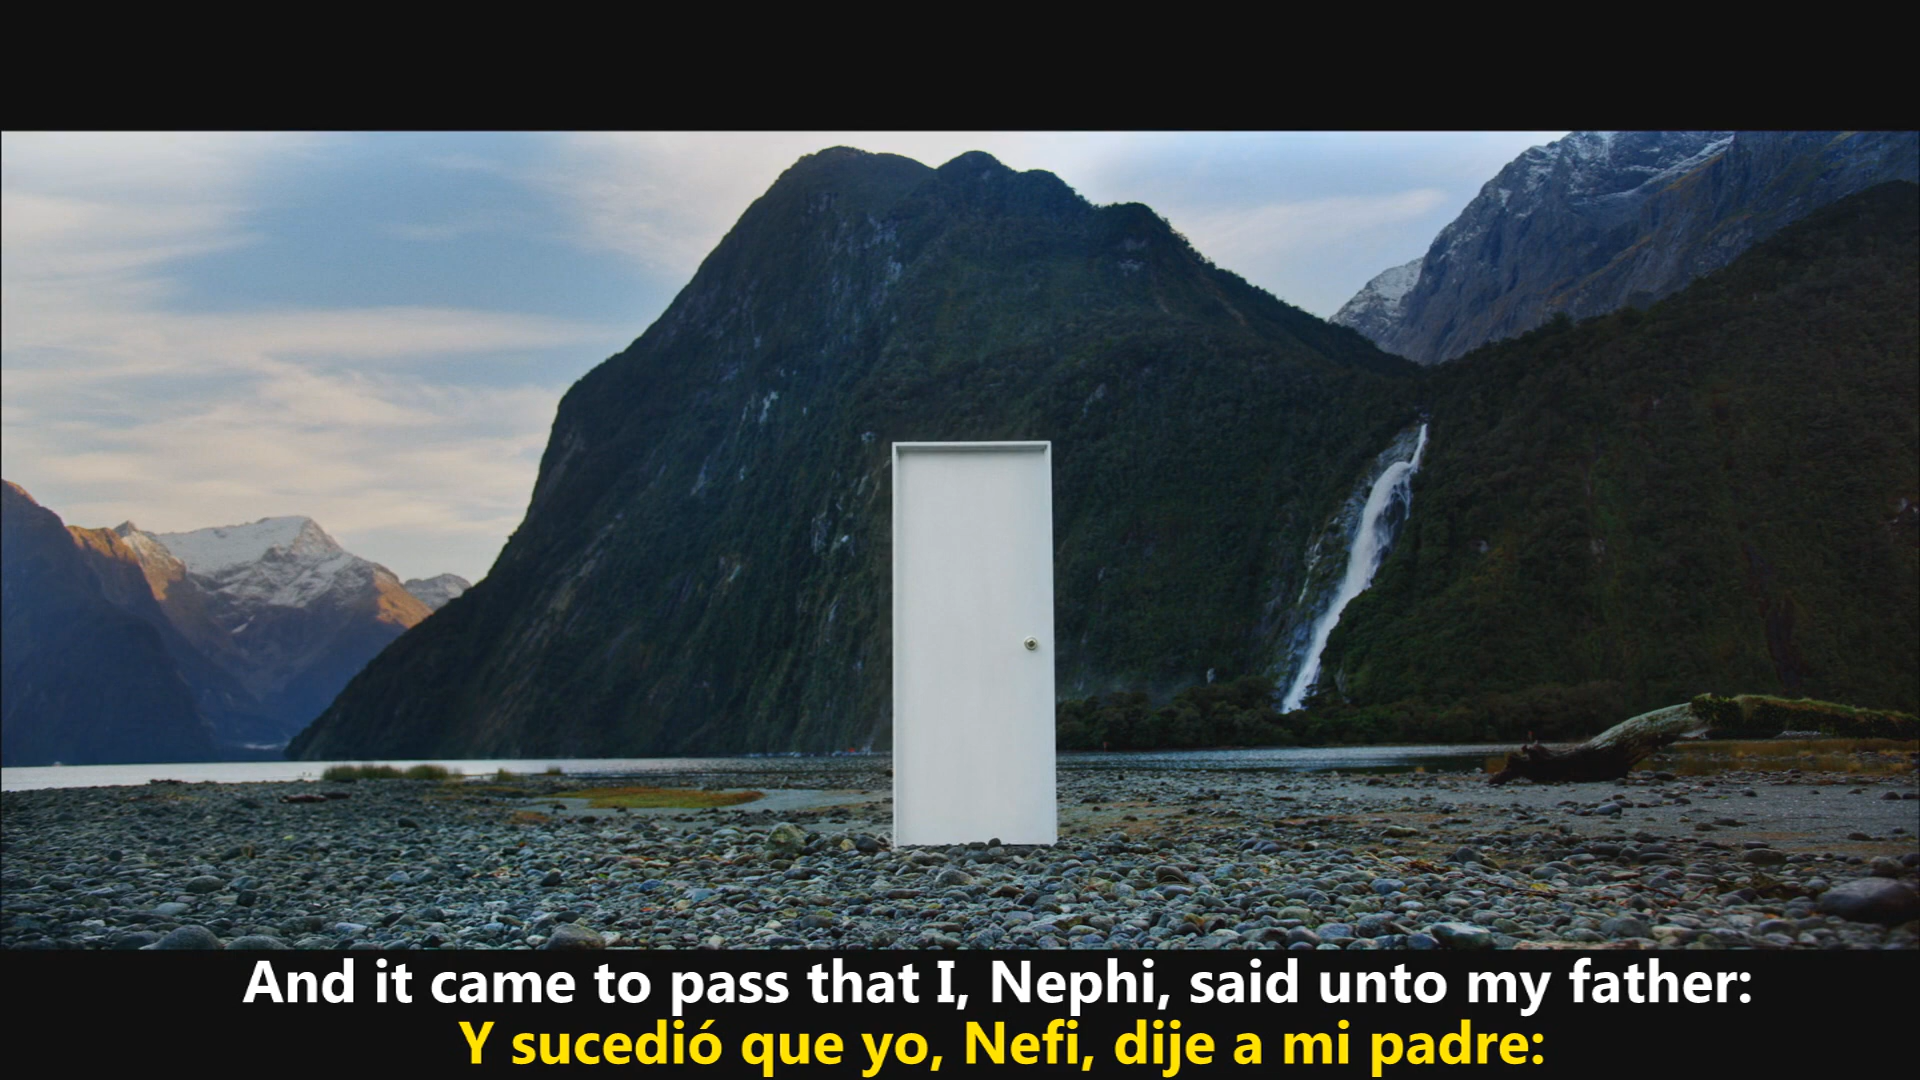 And it came to pass that I, Nephi, said unto my father:
Y sucedió que yo, Nefi, dije a mi padre: